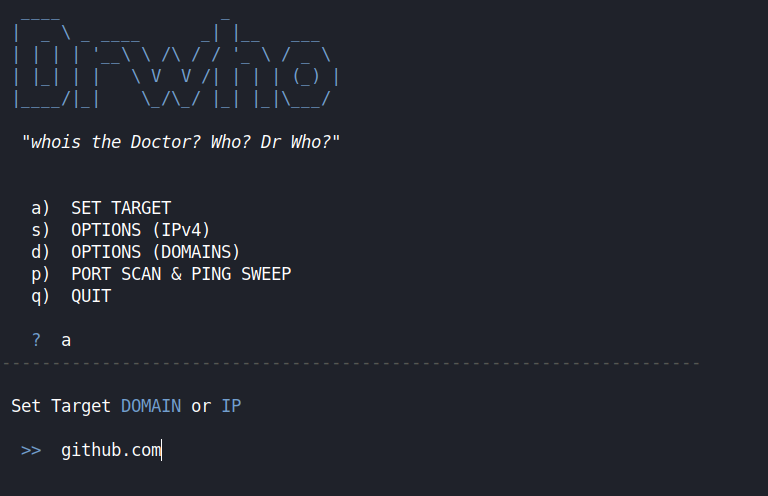 Drwho
"whois the Doctor? Who? Dr Who?"
a) SET TARGET
s) OPTIONS (IPv4)
d) OPTIONS (DOMAINS)
p) PORT SCAN & PING SWEEP
q) QUIT
? a
----------------------------------------------------------------------
Set Target DOMAIN or IP
>> github.com